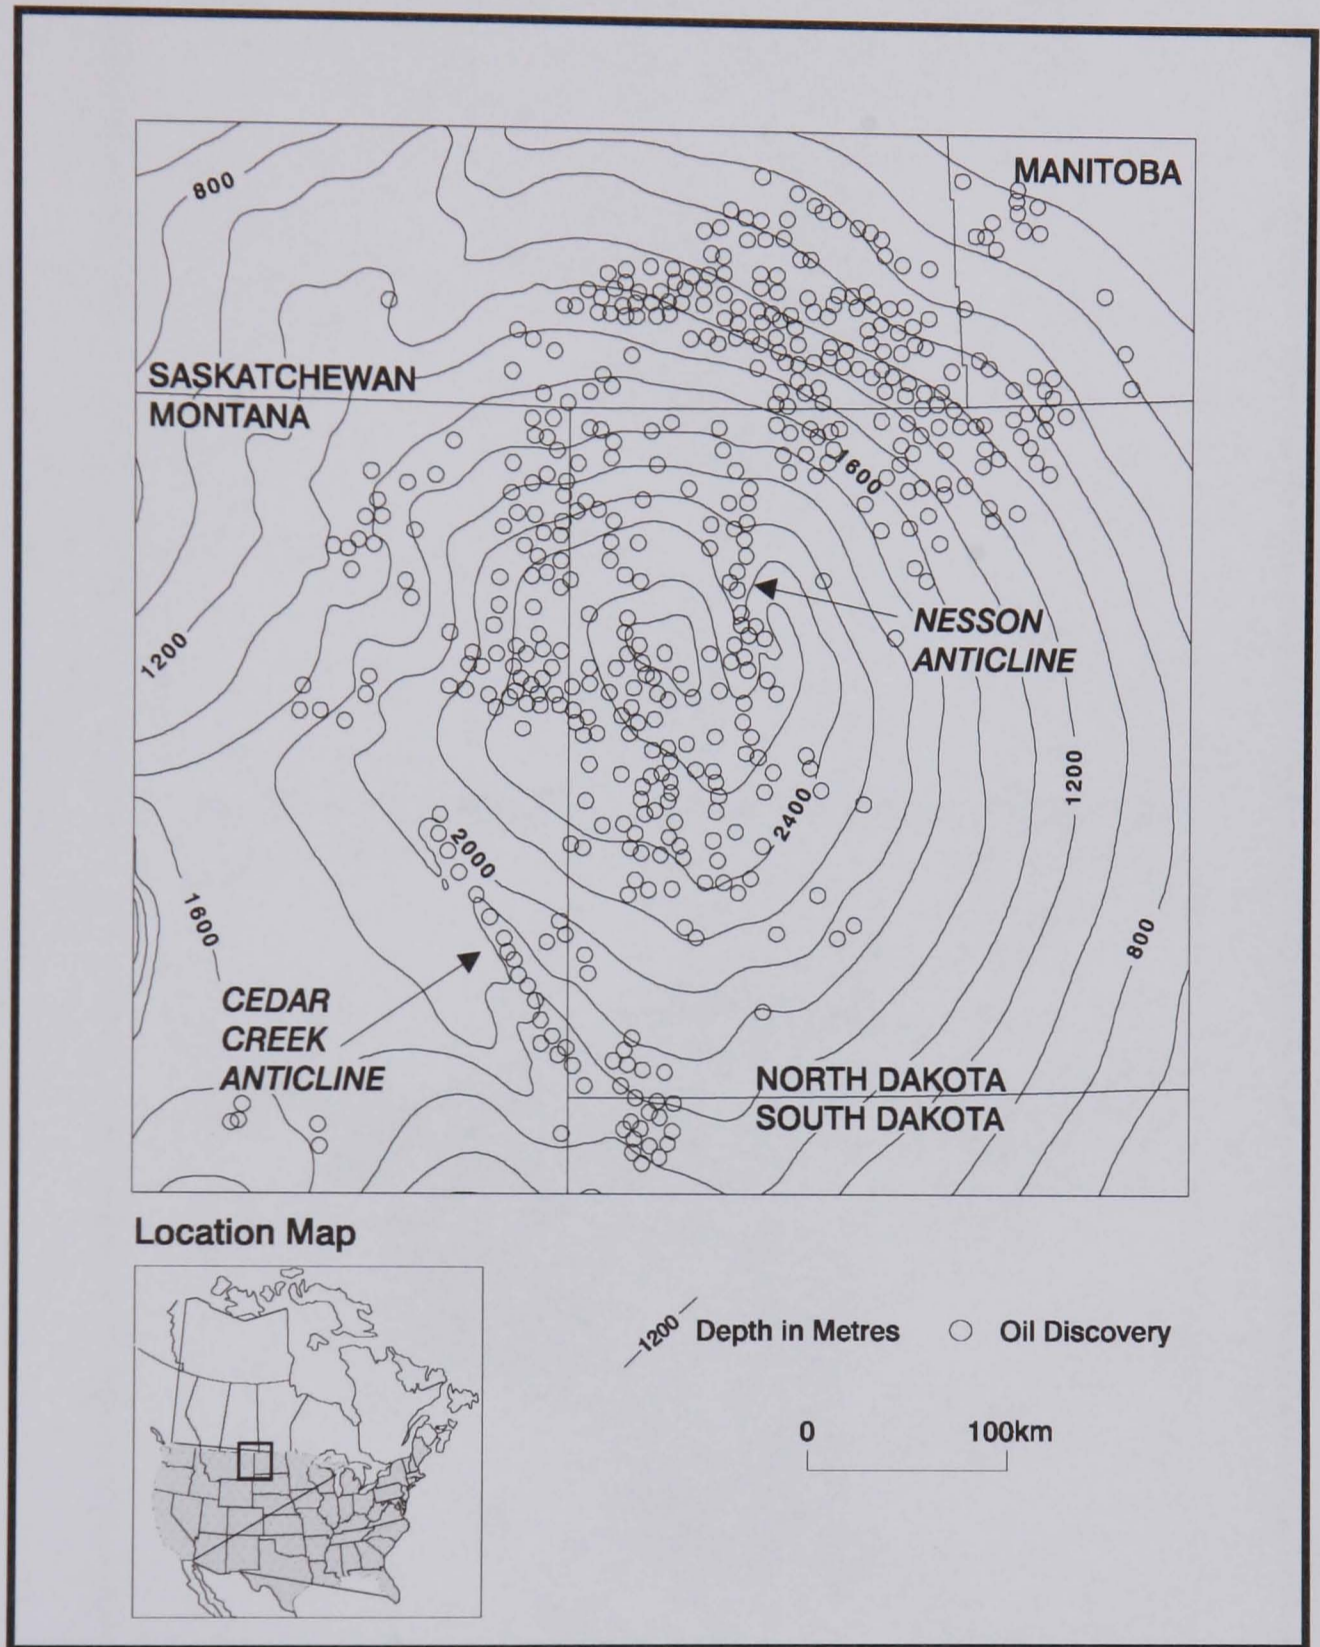 MANITOBA
800
SASKATCHEWAN
MONTANA
1600
NESSON
ANTICLINE
1200
1200
2400
2000
1600
800
CEDAR
CREEK
ANTICLINE
NORTH DAKOTA
SOUTH DAKOTA
Location Map
1200 Depth in Metres Oil Discovery
0 100km